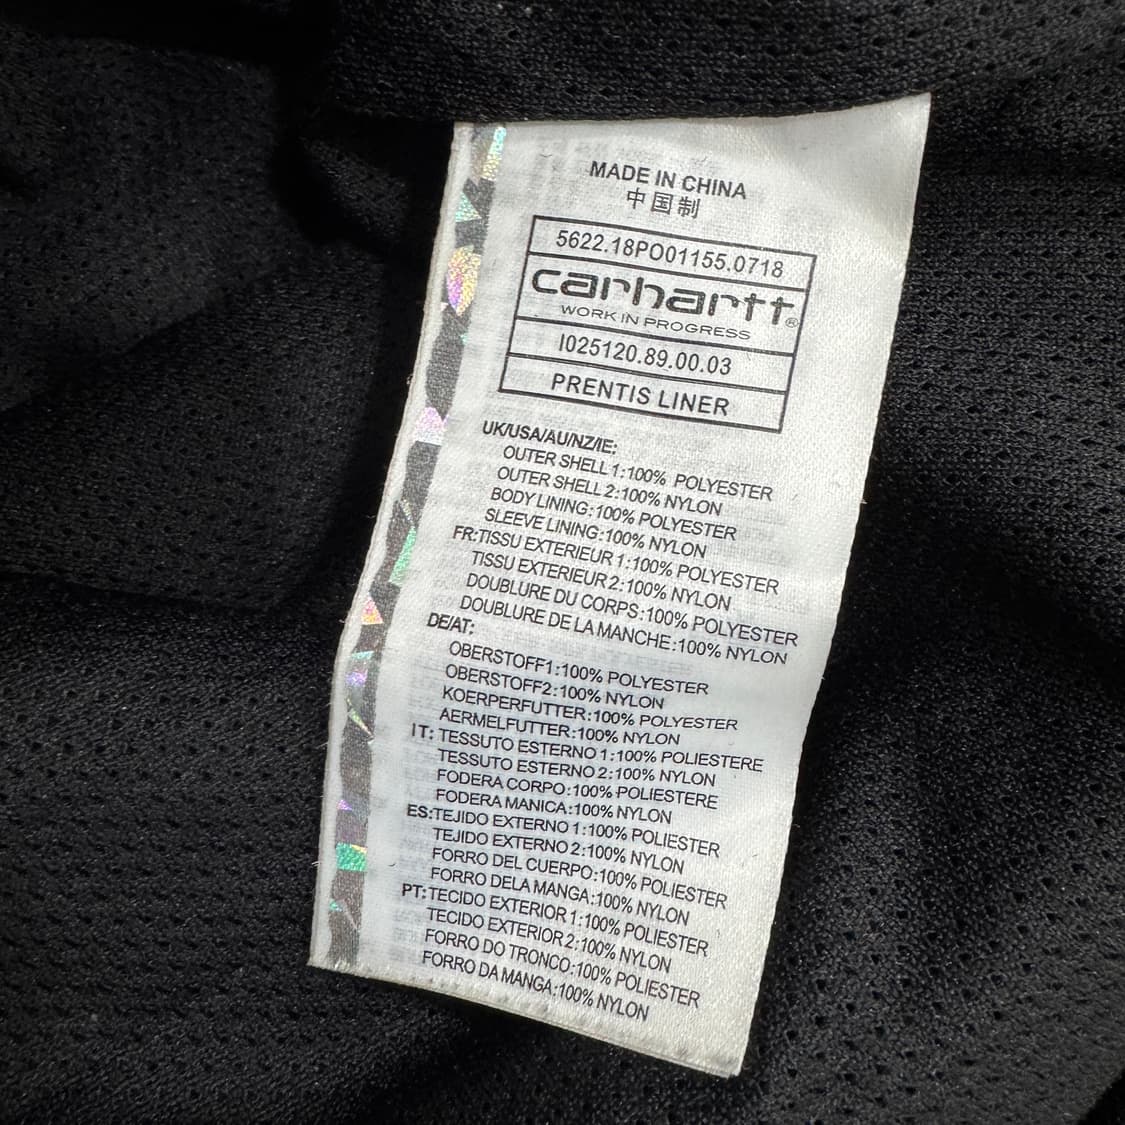 MADE IN CHINA
中国制
5622.18PO01155.0718
carhartt®
WORK IN PROGRESS
I025120.89.00.03
PRENTIS LINER
UK/USA/AU/NZ/IE:
OUTER SHELL 1:100% POLYESTER
OUTER SHELL 2:100% NYLON
BODY LINING:100% POLYESTER
SLEEVE LINING:100% NYLON
FR:TISSU EXTERIEUR 1:100% POLYESTER
TISSU EXTERIEUR 2:100% NYLON
DOUBLURE DU CORPS:100% POLYESTER
DOUBLURE DE LA MANCHE:100% NYLON
DE/AT:
OBERSTOFF1:100% POLYESTER
OBERSTOFF2:100% NYLON
KOERPERFUTTER:100% POLYESTER
AERMELFUTTER:100% NYLON
IT: TESSUTO ESTERNO 1:100% POLIESTERE
TESSUTO ESTERNO 2:100% NYLON
FODERA CORPO:100% POLIESTERE
FODERA MANICA:100% NYLON
ES:TEJIDO EXTERNO 1:100% POLIESTER
TEJIDO EXTERNO 2:100% NYLON
FORRO DEL CUERPO:100% POLIESTER
FORRO DELA MANGA:100% NYLON
PT:TECIDO EXTERIOR 1:100% POLIESTER
TECIDO EXTERIOR 2:100% NYLON
FORRO DO TRONCO:100% POLIESTER
FORRO DA MANGA:100% NYLON